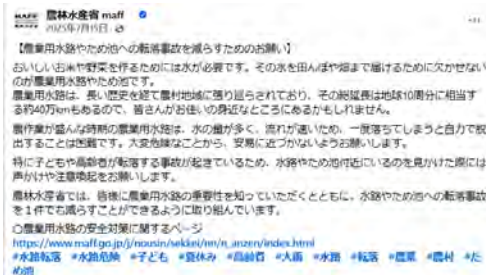 農林水産省 maff
2025年7月15日
【農業用水路やため池への転落事故を減らすためのお願い】
おいしいお米や野菜を作るためには水が必要です。その水を田んぼや畑まで届けるために欠かせない
のが農業用水路やため池です。
農業用水路は、長い歴史を経て農村地域に張り巡らされており、その総延長は地球10周分に相当す
る約40万kmもあるので、皆さんがお住いの身近なところにあるかもしれません。
農作業が盛んな時期の農業用水路は、水の量が多く、流れが速いため、一度落ちてしまうと自力で脱
出することは困難です。大変危険なことから、安易に近づかないようお願いします。
特に子どもや高齢者が転落する事故が起きているため、水路やため池付近にいるのを見かけた際には
声かけや注意喚起をお願いします。
農林水産省では、皆様に農業用水路の重要性を知っていただくとともに、水路やため池への転落事故
を1件でも減らすことができるように取り組んでいます。
○農業用水路の安全対策に関するページ
https://www.maff.go.jp/j/nousin/sekkei/nn/n_anzen/index.html
#水路転落 #水路危険 #子ども #夏休み #高齢者 #大雨 #水路 #転落 #農業 #農村 #た
め池